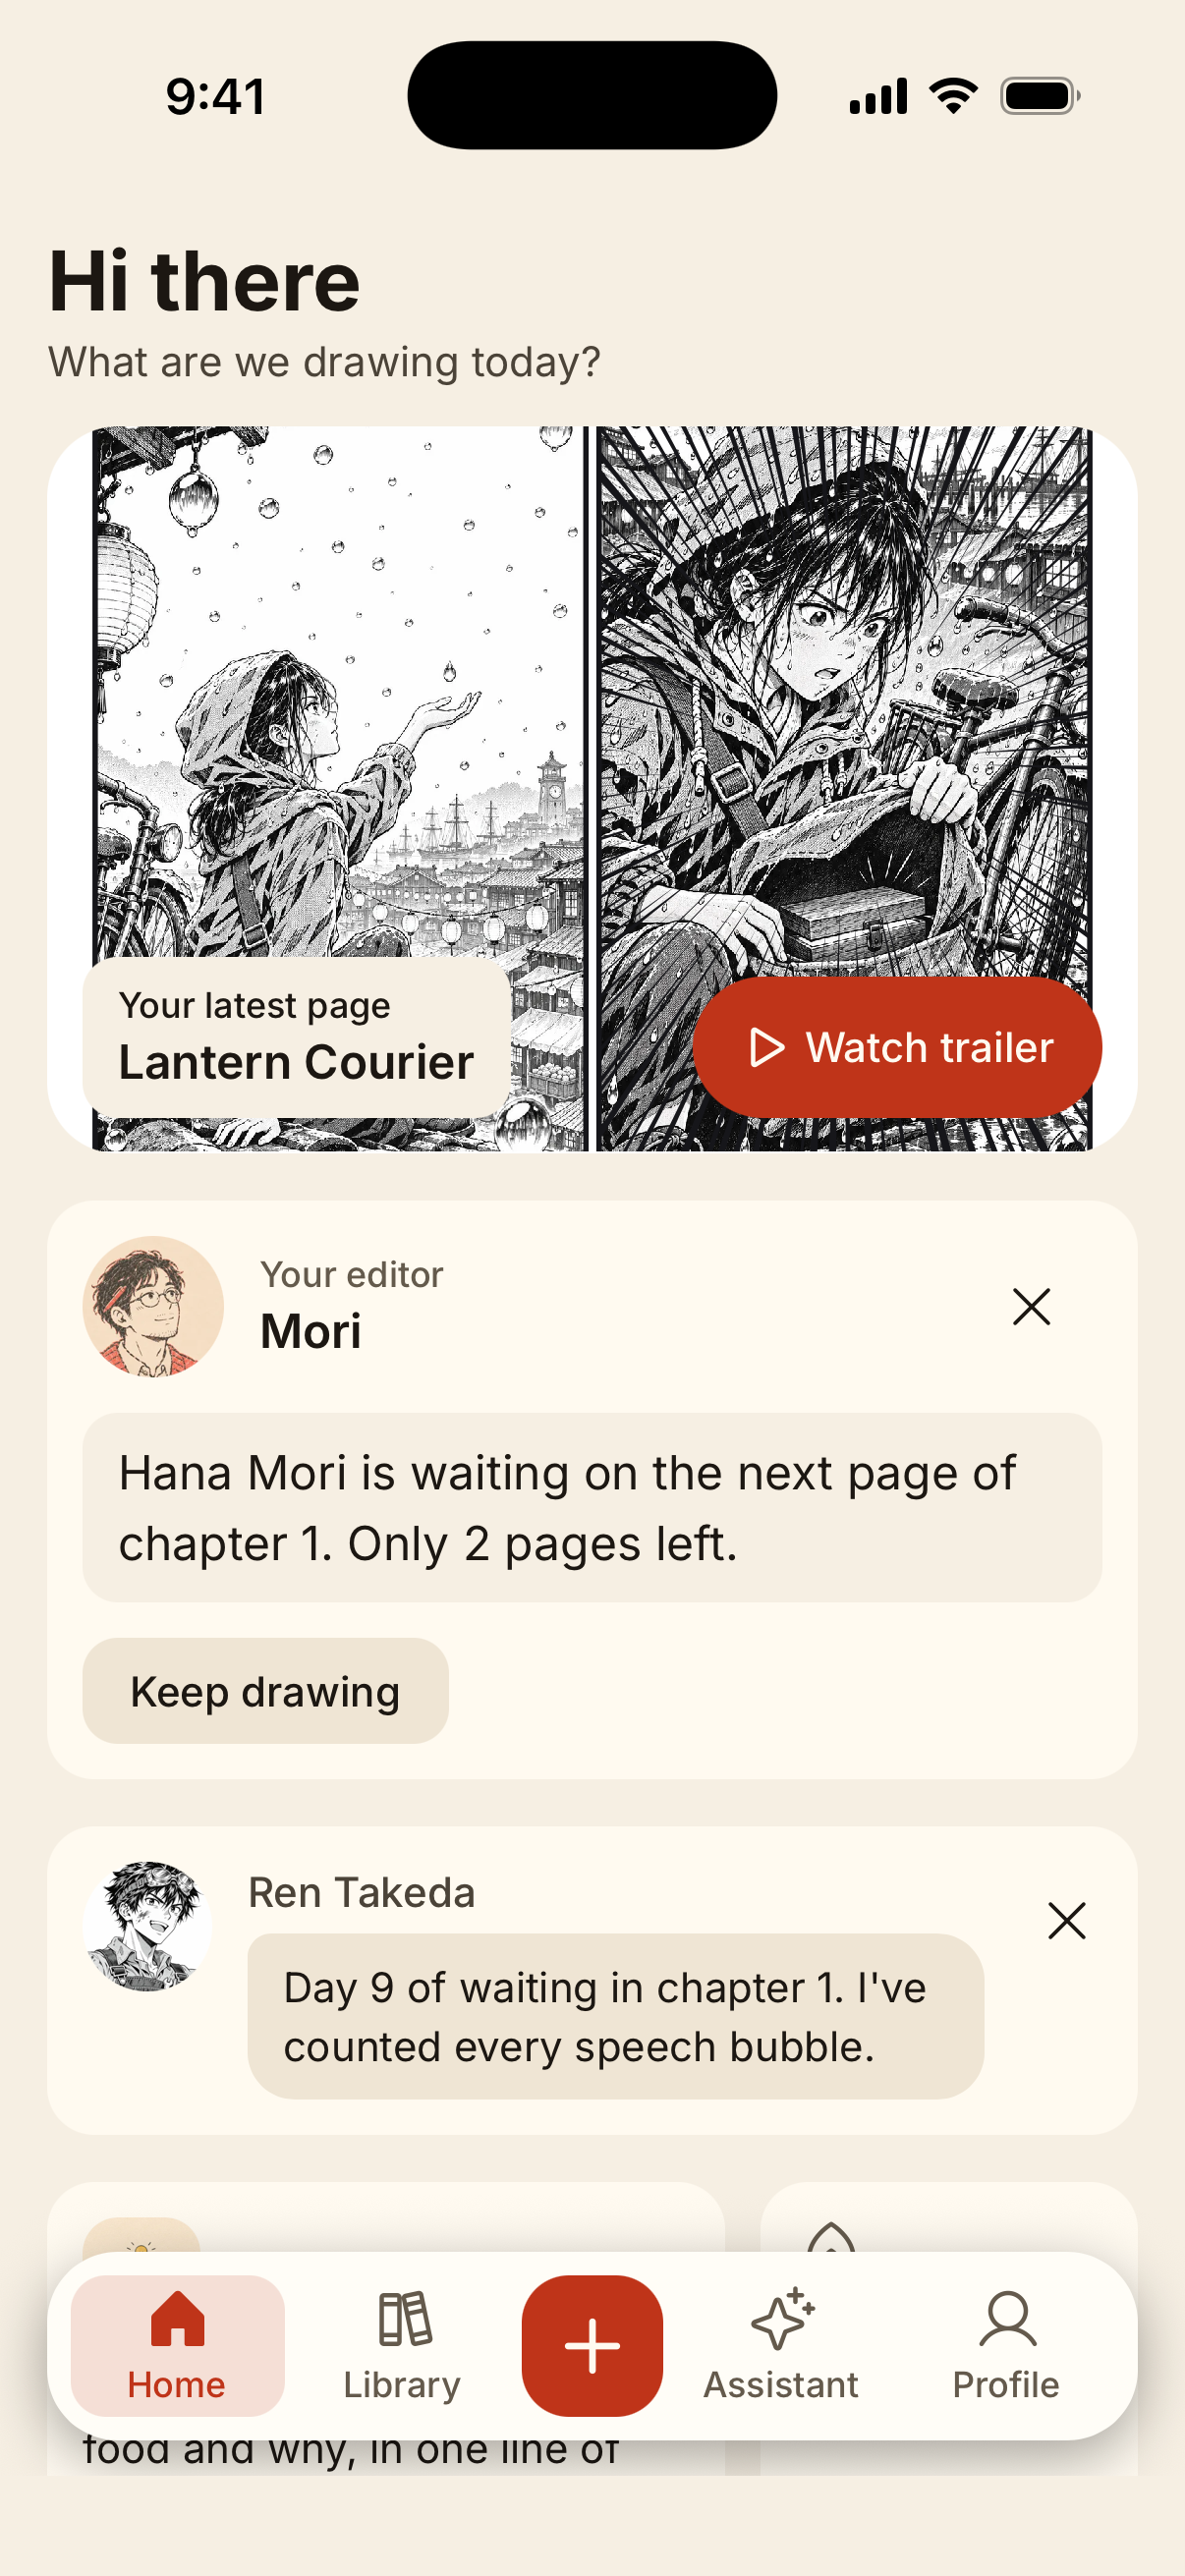 9:41
Hi there
What are we drawing today?
Your latest page
Lantern Courier
Watch trailer
Your editor
Mori
Hana Mori is waiting on the next page of
chapter 1. Only 2 pages left.
Keep drawing
Ren Takeda
Day 9 of waiting in chapter 1. I've
counted every speech bubble.
food and why, in one line of
Home
Library
Assistant
Profile